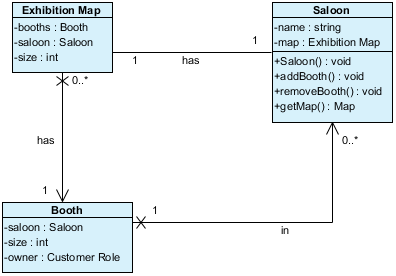 Exhibition Map
-booths : Booth
-saloon : Saloon
-size : int
Saloon
-name : string
-map : Exhibition Map
+Saloon() : void
+addBooth() : void
+removeBooth() : void
+getMap() : Map
1
has
1
0..*
has
1
0..*
in
1
Booth
-saloon : Saloon
-size : int
-owner : Customer Role